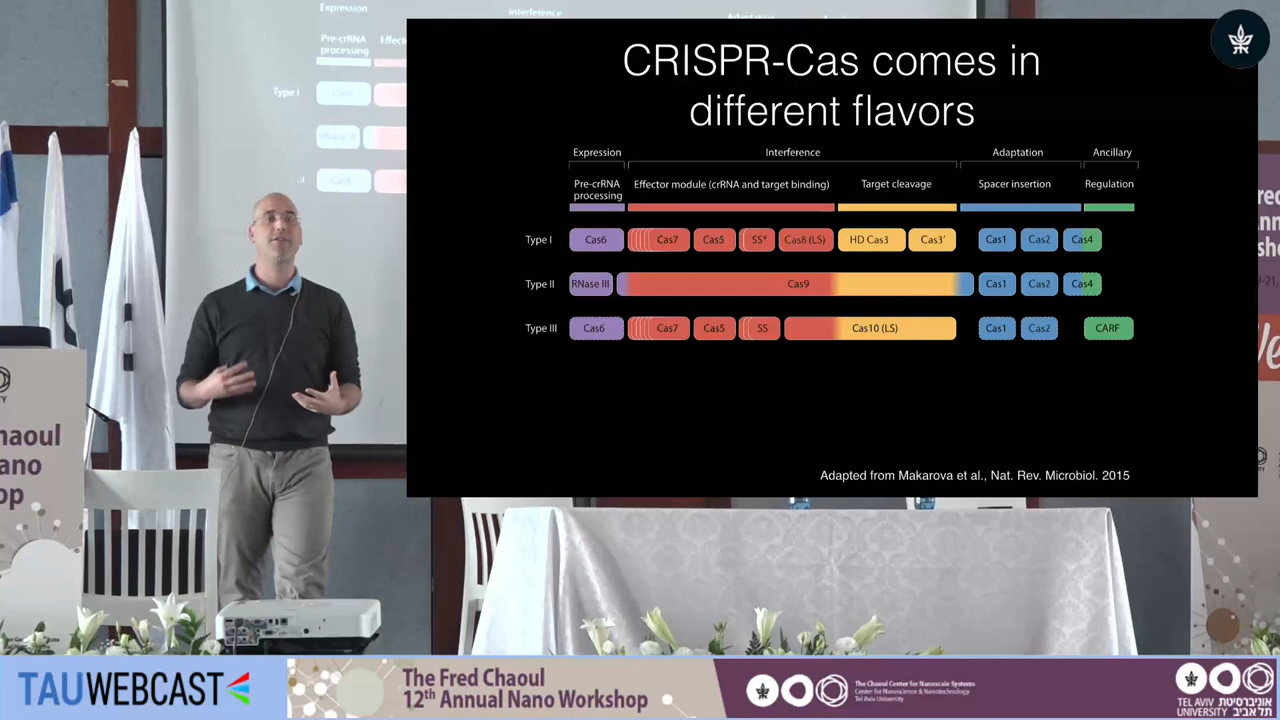 CRISPR-Cas comes in
different flavors
Expression Interference Adaptation Ancillary
Pre-crRNA
processing
Effector module (crRNA and target binding) Target cleavage Spacer insertion Regulation
Type I Cas6 Cas7 Cas5 SS* Cas8 (LS) HD Cas3 Cas3′ Cas1 Cas2 Cas4
Type II RNase III Cas9 Cas1 Cas2 Cas4
Type III Cas6 Cas7 Cas5 SS Cas10 (LS) Cas1 Cas2 CARF
Adapted from Makarova et al., Nat. Rev. Microbiol. 2015
Expression
Interference
Pre-crRNA
processing
Effect
Type I
haoul
ano
op
TAUWEBCAST
The Fred Chaoul
12th Annual Nano Workshop
The Chaoul Center for Nanoscale Systems
Center for Nanoscience & Nanotechnology
Tel Aviv University
TEL AVIV אוניברסיטת
UNIVERSITY תל אביב